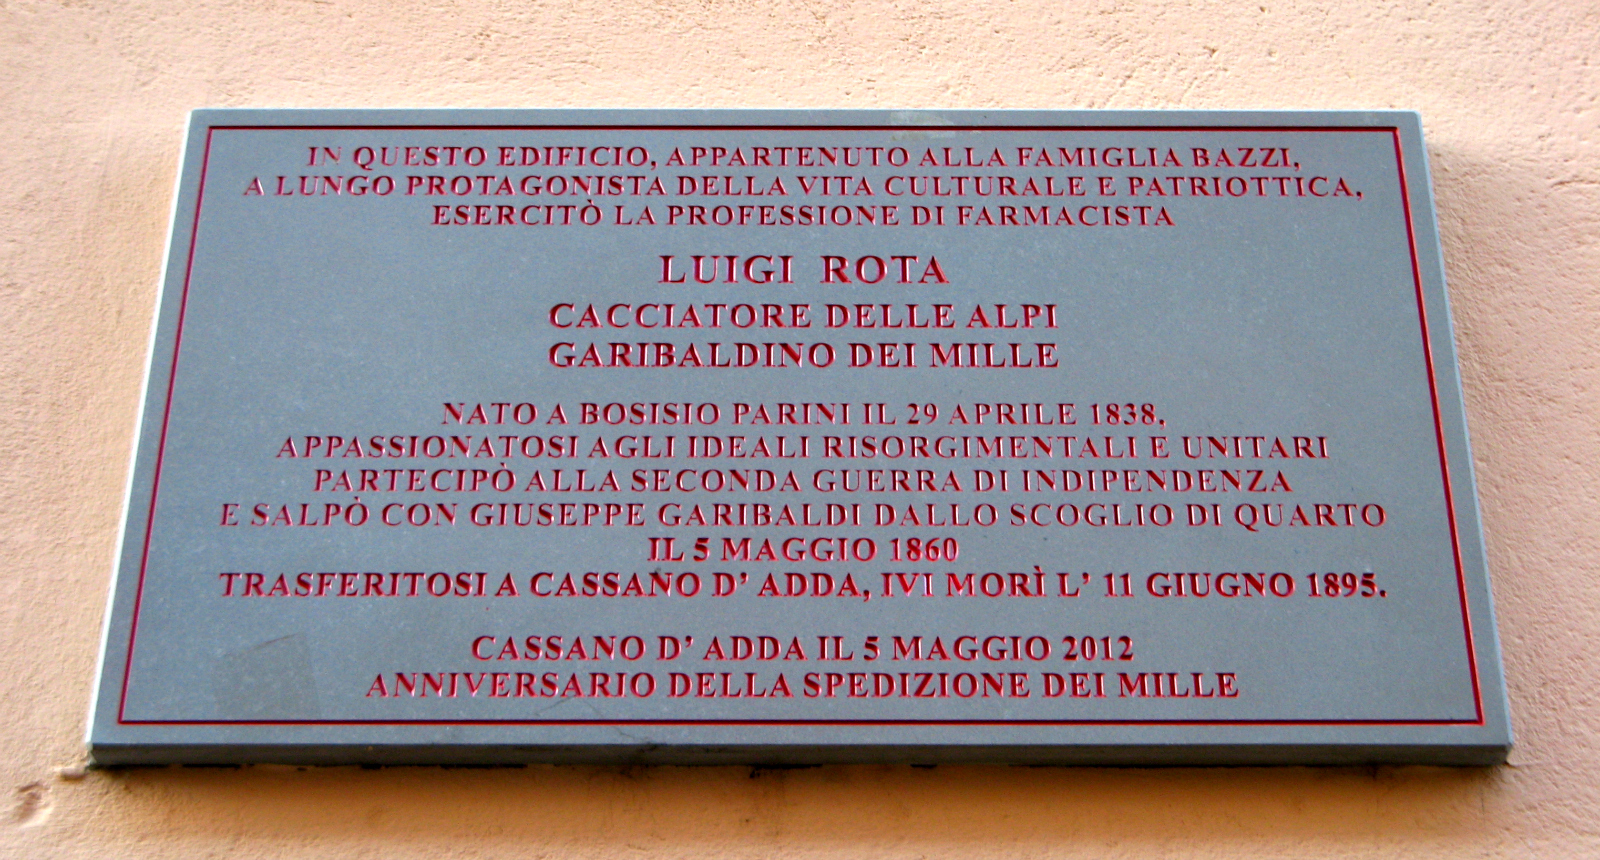 IN QUESTO EDIFICIO, APPARTENUTO ALLA FAMIGLIA BAZZI,
A LUNGO PROTAGONISTA DELLA VITA CULTURALE E PATRIOTTICA,
ESERCITÒ LA PROFESSIONE DI FARMACISTA
LUIGI ROTA
CACCIATORE DELLE ALPI
GARIBALDINO DEI MILLE
NATO A BOSISIO PARINI IL 29 APRILE 1838.
APPASSIONATOSI AGLI IDEALI RISORGIMENTALI E UNITARI
PARTECIPÒ ALLA SECONDA GUERRA DI INDIPENDENZA
E SALPÒ CON GIUSEPPE GARIBALDI DALLO SCOGLIO DI QUARTO
IL 5 MAGGIO 1860
TRASFERITOSI A CASSANO D' ADDA, IVI MORÌ L' 11 GIUGNO 1895.
CASSANO D' ADDA IL 5 MAGGIO 2012
ANNIVERSARIO DELLA SPEDIZIONE DEI MILLE